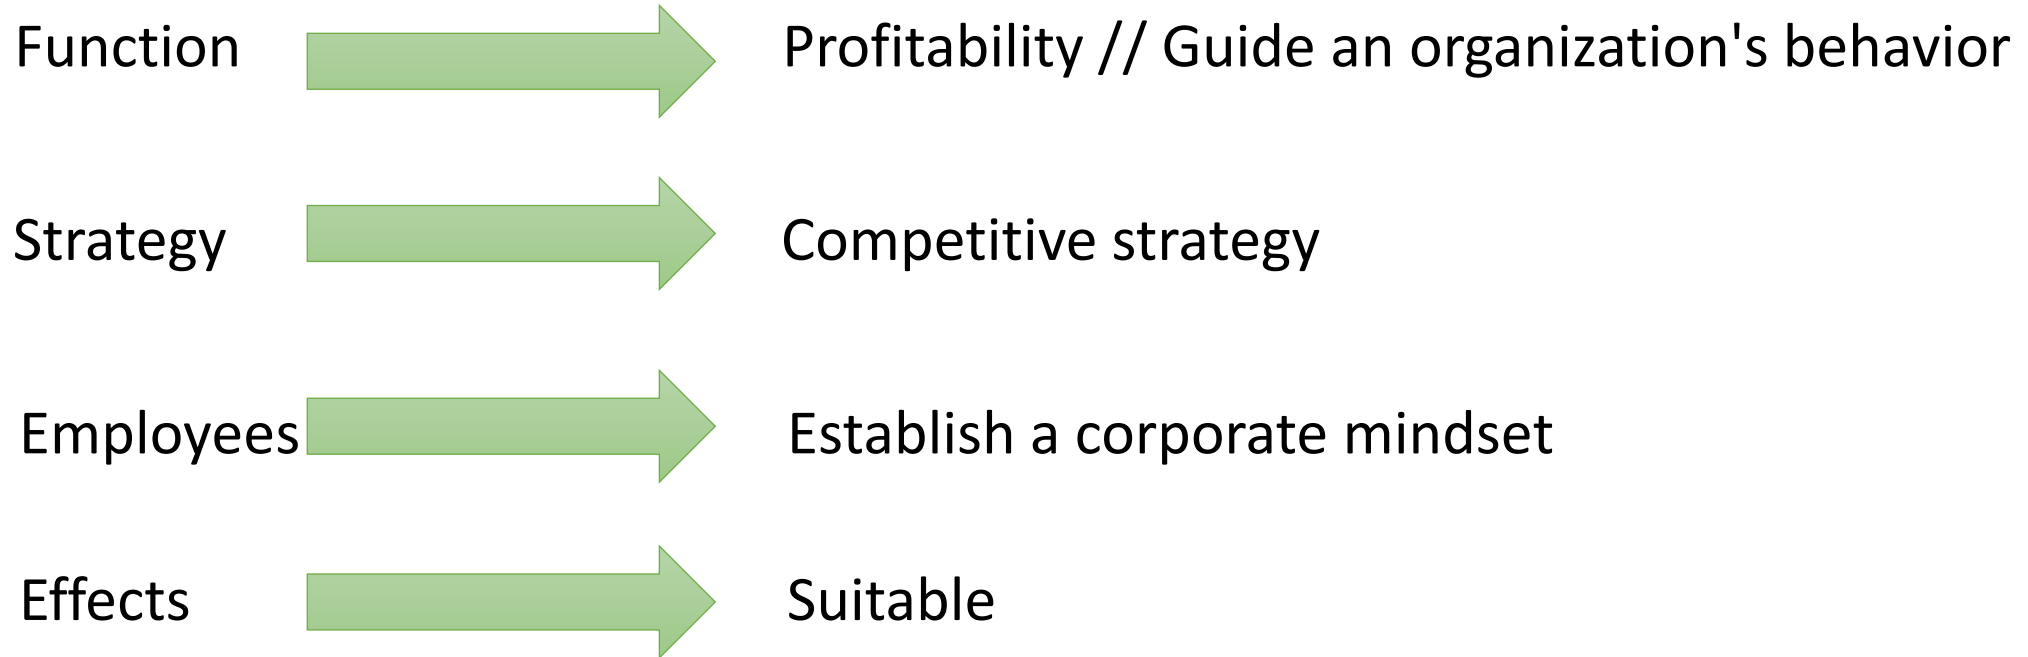 Function Profitability // Guide an organization's behavior
Strategy Competitive strategy
Employees Establish a corporate mindset
Effects Suitable